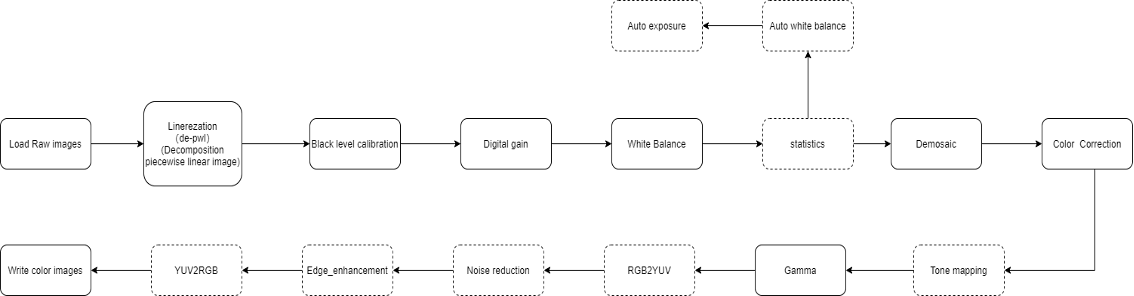 Auto exposure
Auto white balance
Load Raw images
Linerezation
(de-pwl)
(Decomposition
piecewise linear image)
Black level calibration
Digital gain
White Balance
statistics
Demosaic
Color Correction
Write color images
YUV2RGB
Edge_enhancement
Noise reduction
RGB2YUV
Gamma
Tone mapping